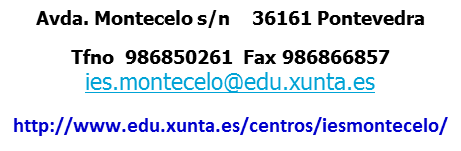 Avda. Montecelo s/n    36161 Pontevedra
Tfno  986850261  Fax 986866857
ies.montecelo@edu.xunta.es
http://www.edu.xunta.es/centros/iesmontecelo/